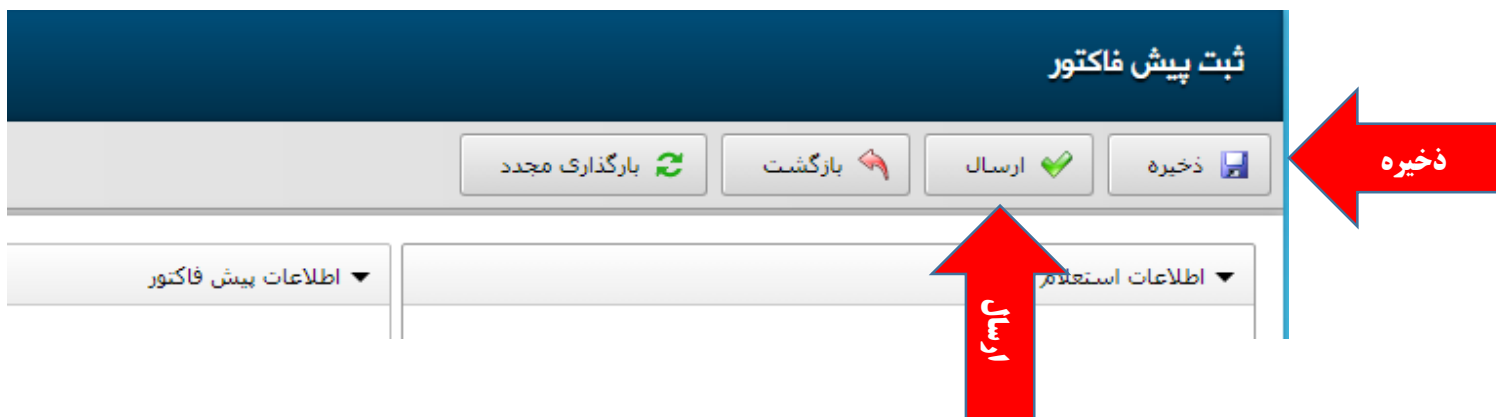 ثبت پیش فاکتور
ذخیره
ارسال
بازگشت
بارگذاری مجدد
ذخیره
اطلاعات استعلام
اطلاعات پیش فاکتور
ارسال